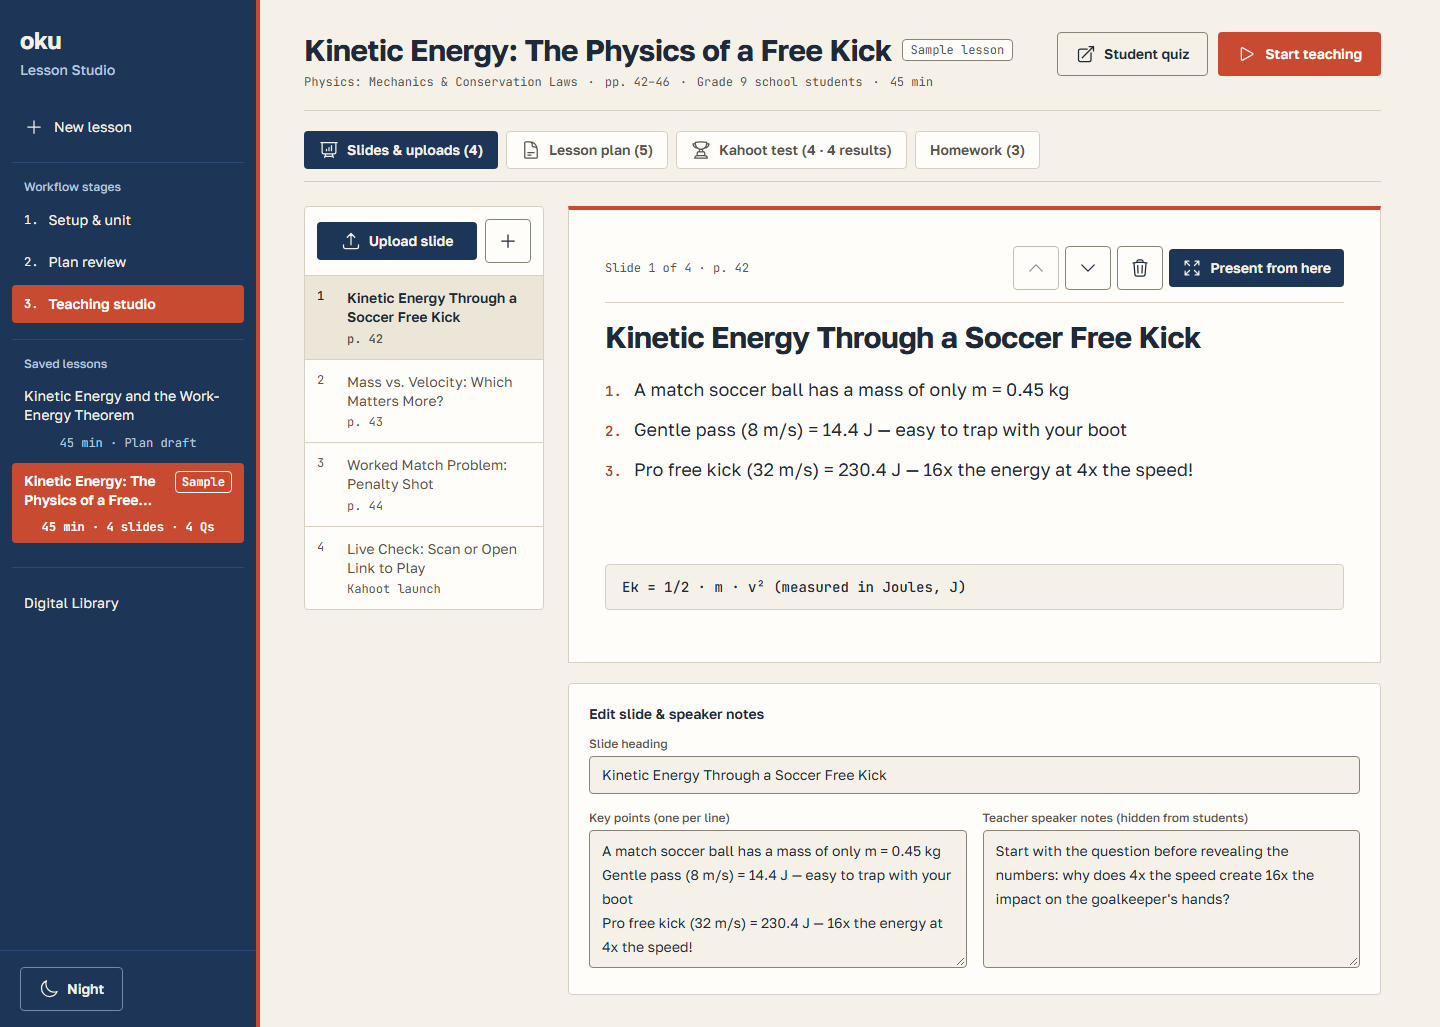 oku
Lesson Studio
New lesson
Workflow stages
1. Setup & unit
2. Plan review
3. Teaching studio
Saved lessons
Kinetic Energy and the Work-
Energy Theorem
45 min · Plan draft
Kinetic Energy: The
Physics of a Free...
Sample
45 min · 4 slides · 4 Qs
Digital Library
Night
Kinetic Energy: The Physics of a Free Kick
Sample lesson
Physics: Mechanics & Conservation Laws · pp. 42–46 · Grade 9 school students · 45 min
Student quiz
Start teaching
Slides & uploads (4)
Lesson plan (5)
Kahoot test (4 · 4 results)
Homework (3)
Upload slide
1 Kinetic Energy Through a
Soccer Free Kick
p. 42
2 Mass vs. Velocity: Which
Matters More?
p. 43
3 Worked Match Problem:
Penalty Shot
p. 44
4 Live Check: Scan or Open
Link to Play
Kahoot launch
Slide 1 of 4 · p. 42
Present from here
Kinetic Energy Through a Soccer Free Kick
1. A match soccer ball has a mass of only m = 0.45 kg
2. Gentle pass (8 m/s) = 14.4 J — easy to trap with your boot
3. Pro free kick (32 m/s) = 230.4 J — 16x the energy at 4x the speed!
Ek = 1/2 · m · v² (measured in Joules, J)
Edit slide & speaker notes
Slide heading
Kinetic Energy Through a Soccer Free Kick
Key points (one per line)
A match soccer ball has a mass of only m = 0.45 kg
Gentle pass (8 m/s) = 14.4 J — easy to trap with your
boot
Pro free kick (32 m/s) = 230.4 J — 16x the energy at
4x the speed!
Teacher speaker notes (hidden from students)
Start with the question before revealing the
numbers: why does 4x the speed create 16x the
impact on the goalkeeper's hands?